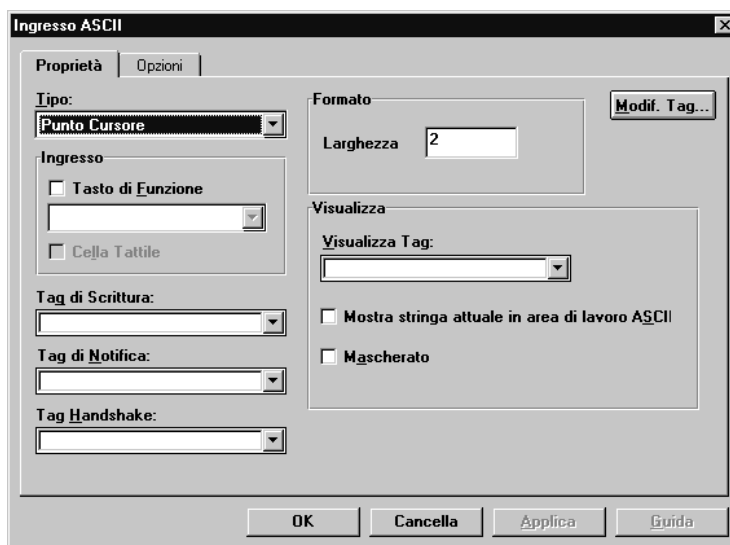 Ingresso ASCII
Proprietà
Opzioni
Tipo:
Punto Cursore
Ingresso
Tasto di Funzione
Cella Tattile
Tag di Scrittura:
Tag di Notifica:
Tag Handshake:
Formato
Larghezza 2
Modif. Tag...
Visualizza
Visualizza Tag:
Mostra stringa attuale in area di lavoro ASCII
Mascherato
OK
Cancella
Applica
Guida